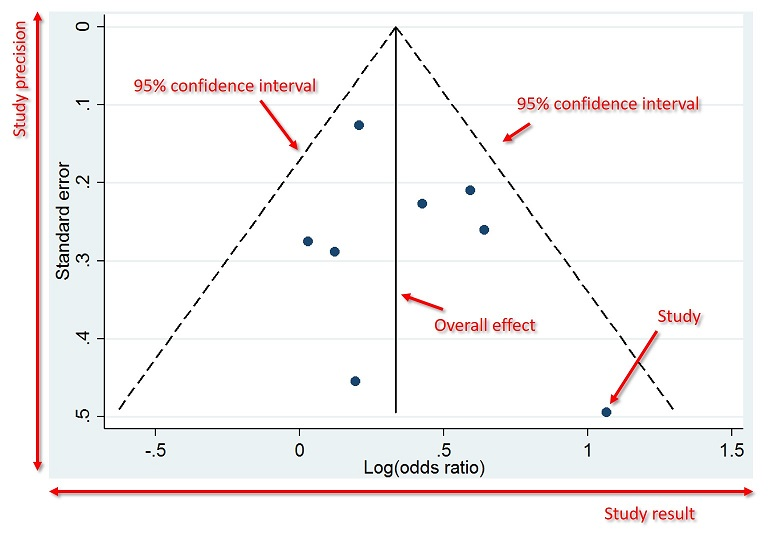 Study precision
Standard error
0
.1
.2
.3
.4
.5
95% confidence interval
95% confidence interval
Overall effect
Study
-.5
0
.5
1
1.5
Log(odds ratio)
Study result